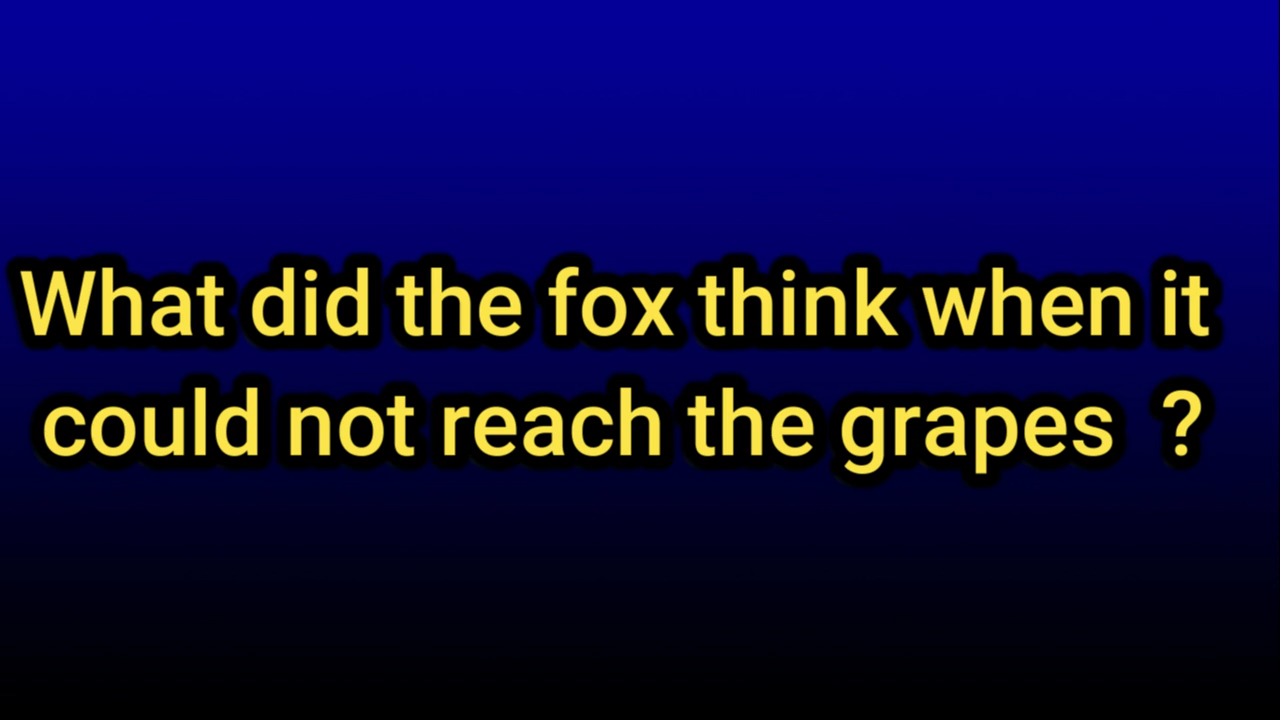 What did the fox think when it
could not reach the grapes  ?